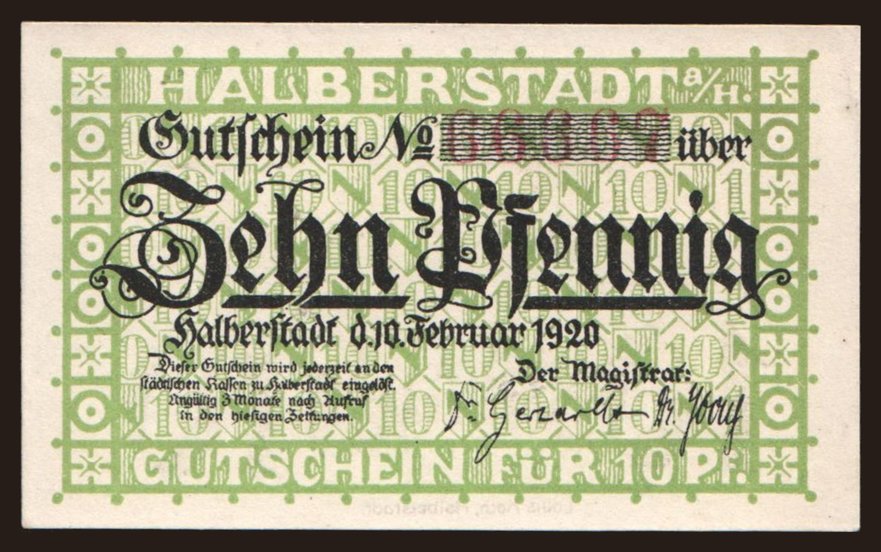 HALBERSTADT a/H.
Gutschein No 66667 über
Zehn Pfennig
Halberstadt d. 10. Februar 1920
Dieser Gutschein wird jederzeit an den
städtischen Kassen zu Halberstadt eingelöst.
Ungültig 3 Monate nach Aufruf
in den hiesigen Zeitungen.
Der Magistrat:
GUTSCHEIN FÜR 10 PF.